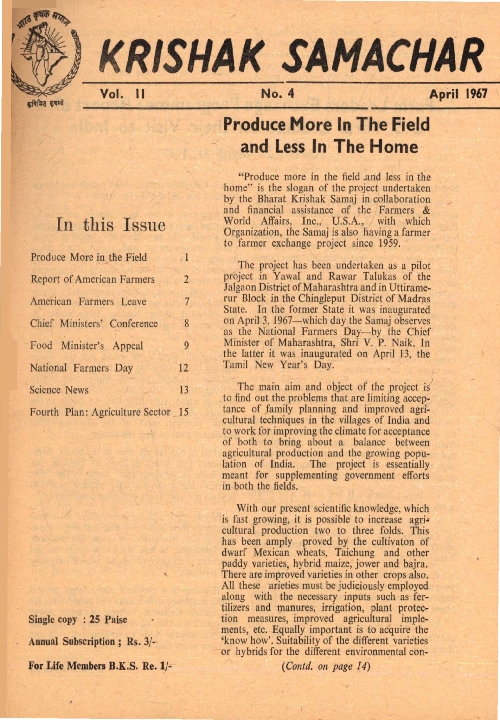 भारत कृषक समाज
KRISHAK SAMACHAR
Vol. II No. 4 April 1967
Produce More In The Field
and Less In The Home
In this Issue
Produce More in the Field 1
Report of American Farmers 2
American Farmers Leave 7
Chief Ministers' Conference 8
Food Minister's Appeal 9
National Farmers Day 12
Science News 13
Fourth Plan: Agriculture Sector 15
Single copy : 25 Paise
Annual Subscription ; Rs. 3/-
For Life Members B.K.S. Re. 1/-
"Produce more in the field and less in the
home" is the slogan of the project undertaken
by the Bharat Krishak Samaj in collaboration
and financial assistance of the Farmers &
World Affairs, Inc., U.S.A., with which
Organization, the Samaj is also having a farmer
to farmer exchange project since 1959.
The project has been undertaken as a pilot
project in Yawal and Rawar Talukas of the
Jalgaon District of Maharashtra and in Uttirame-
rur Block in the Chingleput District of Madras
State. In the former State it was inaugurated
on April 3, 1967—which day the Samaj observes
as the National Farmers Day—by the Chief
Minister of Maharashtra, Shri V. P. Naik. In
the latter it was inaugurated on April 13, the
Tamil New Year's Day.
The main aim and object of the project is
to find out the problems that are limiting accep-
tance of family planning and improved agri-
cultural techniques in the villages of India and
to work for improving the climate for acceptance
of both to bring about a balance between
agricultural production and the growing popu-
lation of India. The project is essentially
meant for supplementing government efforts
in both the fields.
With our present scientific knowledge, which
is fast growing, it is possible to increase agri-
cultural production two to three folds. This
has been amply proved by the cultivaton of
dwarf Mexican wheats, Taichung and other
paddy varieties, hybrid maize, jower and bajra.
There are improved varieties in other crops also.
All these arieties must be judiciously employed
along with the necessary inputs such as fer-
tilizers and manures, irrigation, plant protec-
tion measures, improved agricultural imple-
ments, etc. Equally important is to acquire the
'know how'. Suitability of the different varieties
or hybrids for the different environmental con-
(Contd. on page 14)